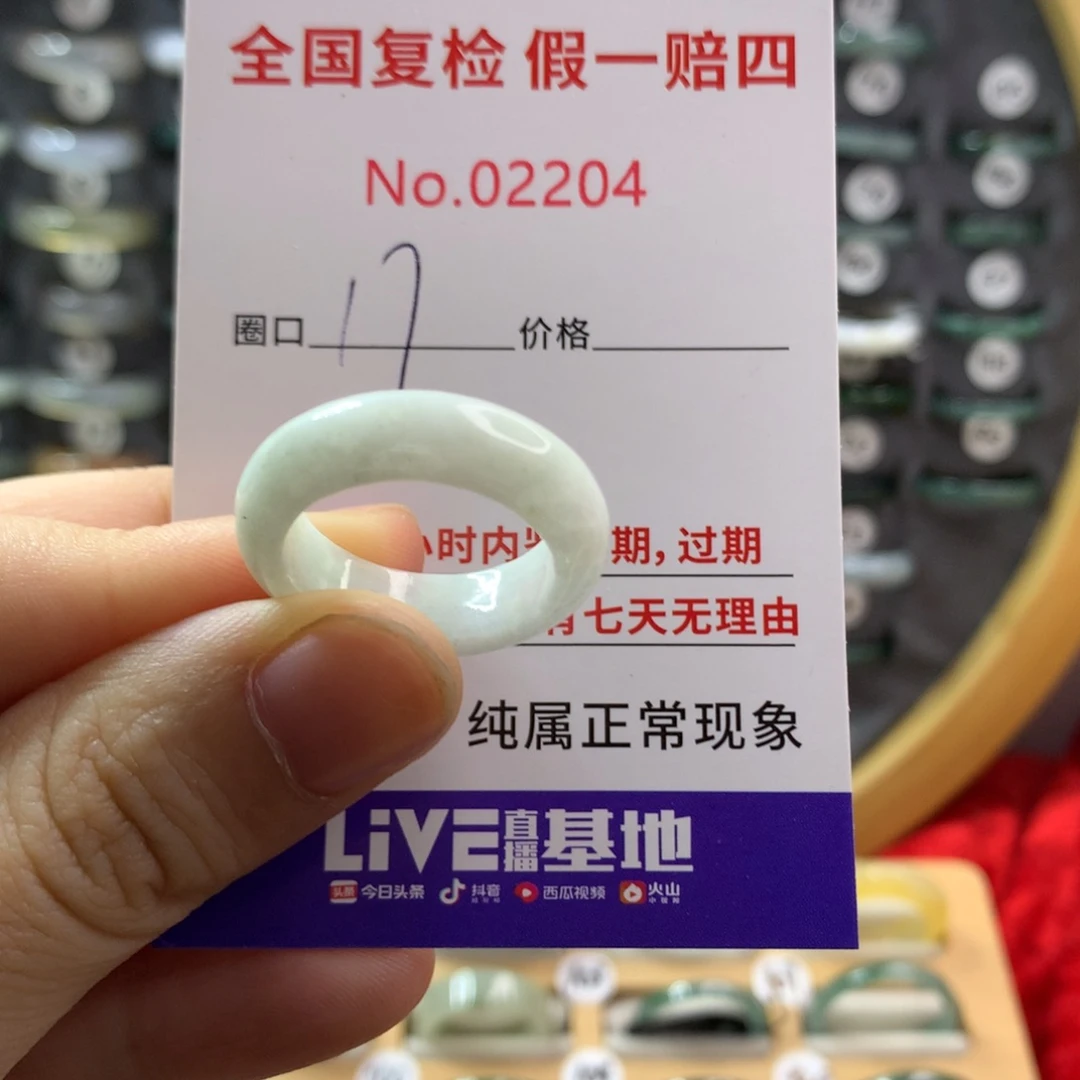 全国复检 假一赔四
No.02204
圈口 17 价格
小时内 期,过期
有七天无理由
纯属正常现象
LiVE直播基地
头条 今日头条 抖音 西瓜视频 火山